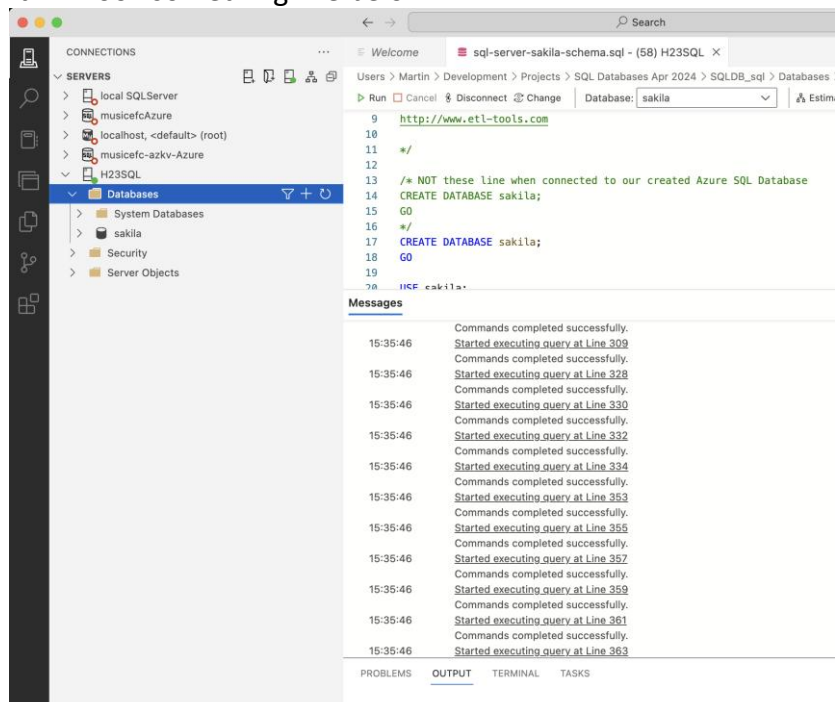 Search
CONNECTIONS
...
Welcome
sql-server-sakila-schema.sql - (58) H23SQL
SERVERS
Users > Martin > Development > Projects > SQL Databases Apr 2024 > SQLDB_sql > Databases >
local SQLServer
Run Cancel Disconnect Change Database: sakila Estim
musicefcAzure
localhost, <default> (root)
musicefc-azkv-Azure
H23SQL
Databases
System Databases
sakila
Security
Server Objects
9 http://www.etl-tools.com
10
11 */
12
13 /* NOT these line when connected to our created Azure SQL Database
14 CREATE DATABASE sakila;
15 GO
16 */
17 CREATE DATABASE sakila;
18 GO
19
20 USE sakila;
Messages
Commands completed successfully.
15:35:46 Started executing query at Line 309
Commands completed successfully.
15:35:46 Started executing query at Line 328
Commands completed successfully.
15:35:46 Started executing query at Line 330
Commands completed successfully.
15:35:46 Started executing query at Line 332
Commands completed successfully.
15:35:46 Started executing query at Line 334
Commands completed successfully.
15:35:46 Started executing query at Line 353
Commands completed successfully.
15:35:46 Started executing query at Line 355
Commands completed successfully.
15:35:46 Started executing query at Line 357
Commands completed successfully.
15:35:46 Started executing query at Line 359
Commands completed successfully.
15:35:46 Started executing query at Line 361
Commands completed successfully.
15:35:46 Started executing query at Line 363
PROBLEMS OUTPUT TERMINAL TASKS